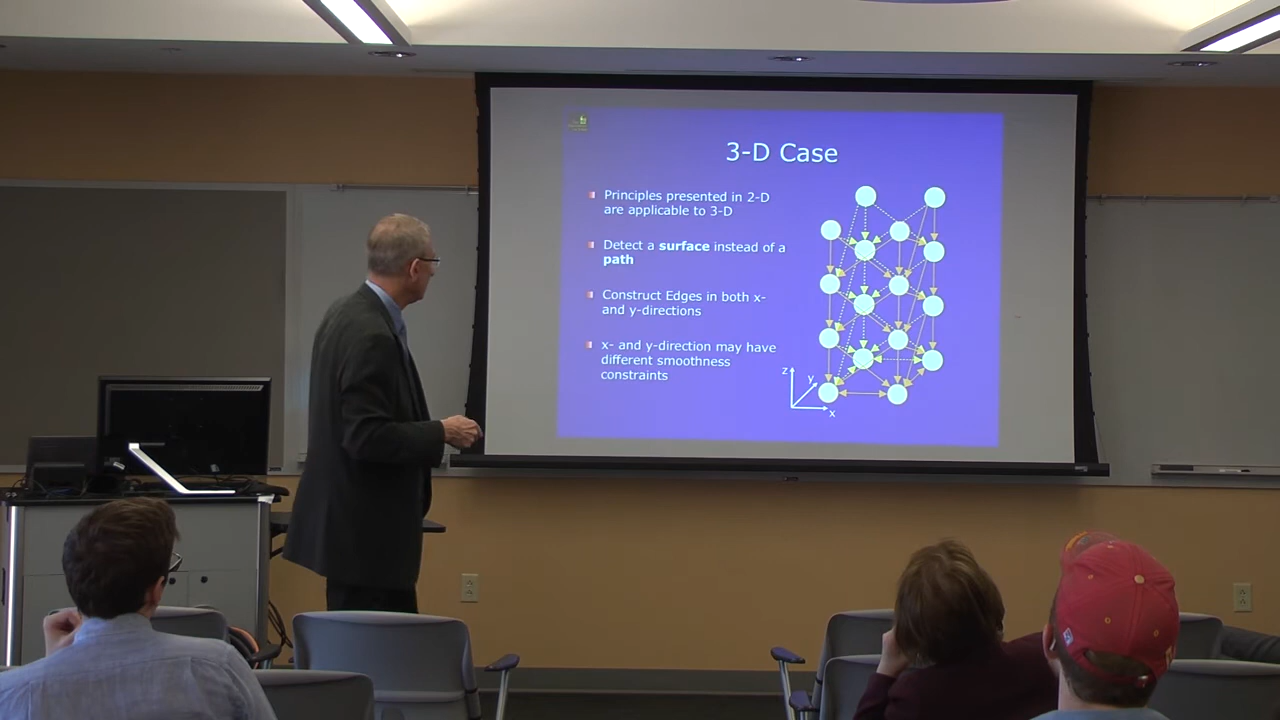 3-D Case
Principles presented in 2-D
are applicable to 3-D
Detect a surface instead of a
path
Construct Edges in both x-
and y-directions
x- and y-direction may have
different smoothness
constraints
z
y
x